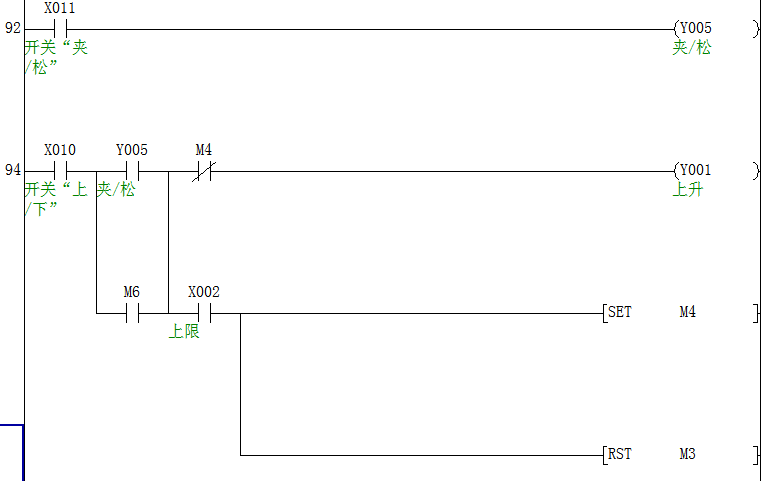 X011
92
Y005
开关“夹
/松”
夹/松
X010 Y005 M4
94
Y001
开关“上 夹/松
/下”
上升
M6 X002
SET M4
上限
RST M3